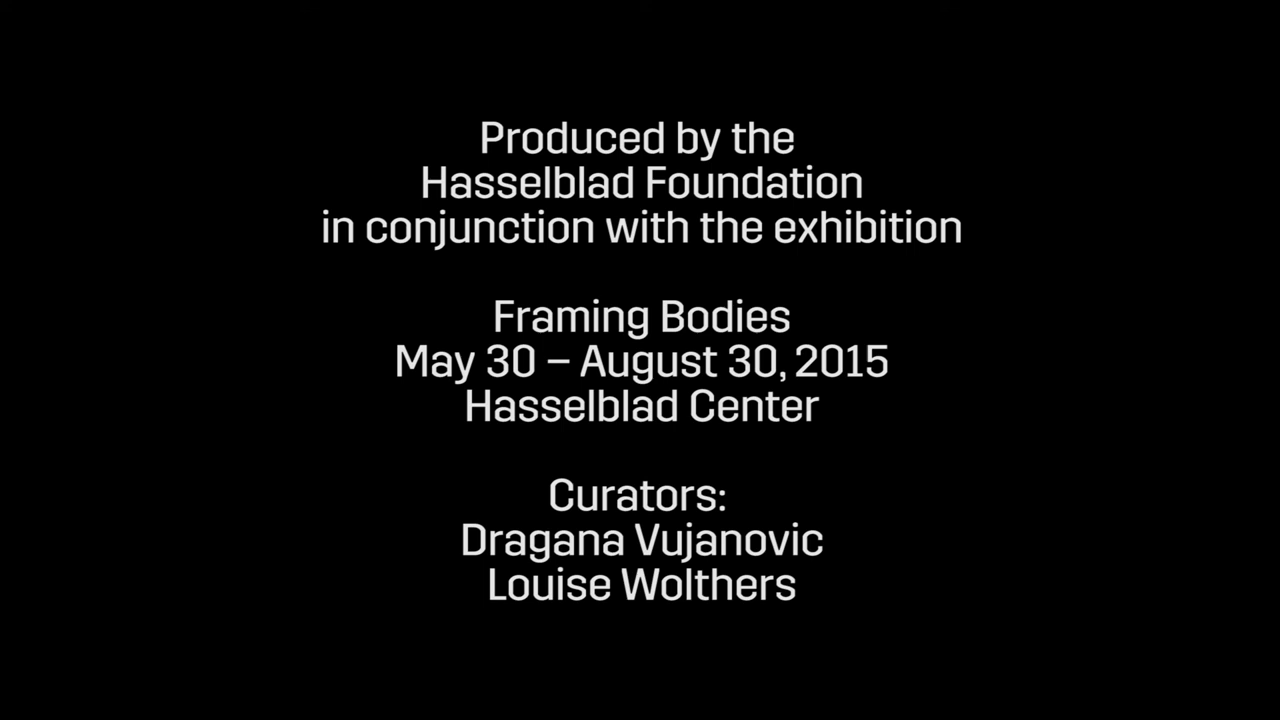 Produced by the
Hasselblad Foundation
in conjunction with the exhibition
Framing Bodies
May 30 – August 30, 2015
Hasselblad Center
Curators:
Dragana Vujanovic
Louise Wolthers